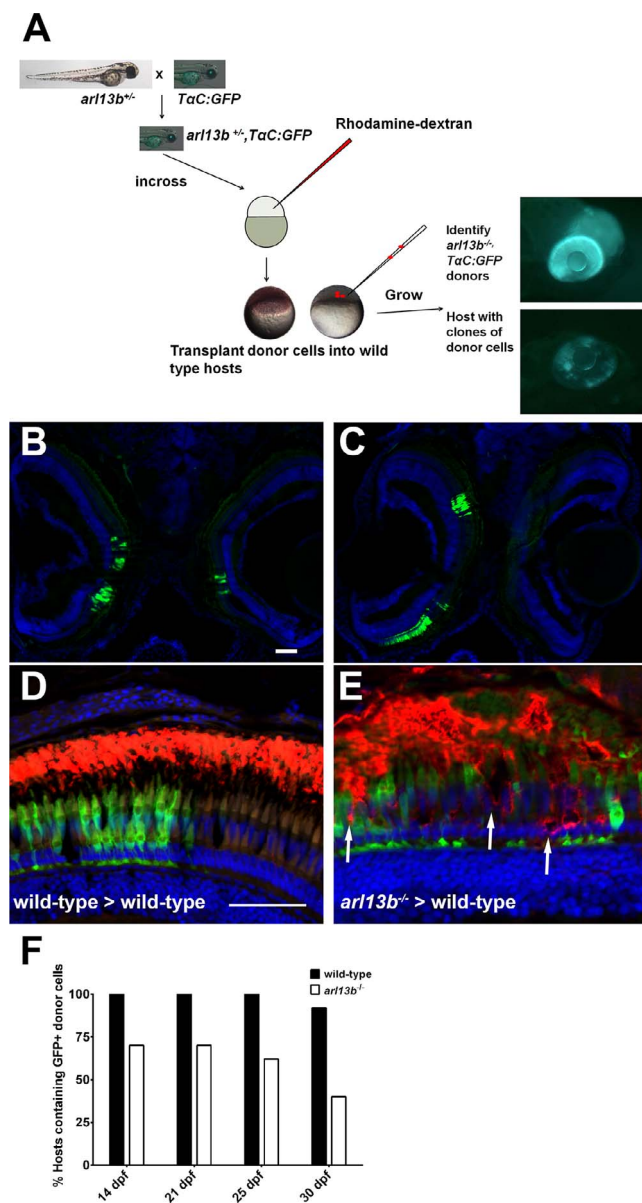 A
arl13b+/-
x
TαC:GFP
arl13b +/-,TαC:GFP
Rhodamine-dextran
incross
Identify
arl13b-/-
TαC:GFP
donors
Grow
Host with
clones of
donor cells
Transplant donor cells into wild
type hosts
B
C
D
wild-type > wild-type
E
arl13b-/- > wild-type
F
wild-type
arl13b-/-
% Hosts containing GFP+ donor cells
100
75
50
25
0
14 dpf
21 dpf
25 dpf
30 dpf